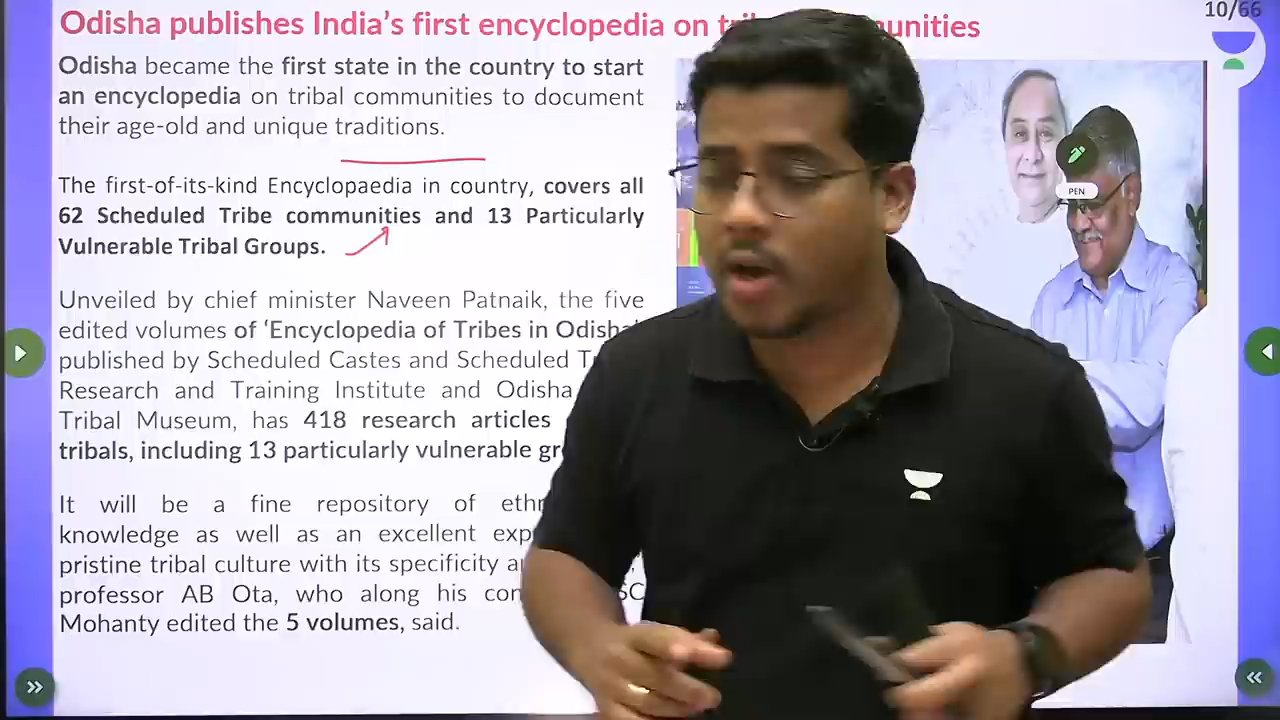 Odisha publishes India's first encyclopedia on unities
10/66
Odisha became the first state in the country to start
an encyclopedia on tribal communities to document
their age-old and unique traditions.
The first-of-its-kind Encyclopaedia in country, covers all
62 Scheduled Tribe communities and 13 Particularly
Vulnerable Tribal Groups.
Unveiled by chief minister Naveen Patnaik, the five
edited volumes of 'Encyclopedia of Tribes in Odisha'
published by Scheduled Castes and Scheduled T
Research and Training Institute and Odisha
Tribal Museum, has 418 research articles
tribals, including 13 particularly vulnerable gr
It will be a fine repository of eth
knowledge as well as an excellent exp
pristine tribal culture with its specificity a
professor AB Ota, who along his con SC
Mohanty edited the 5 volumes, said.
PEN